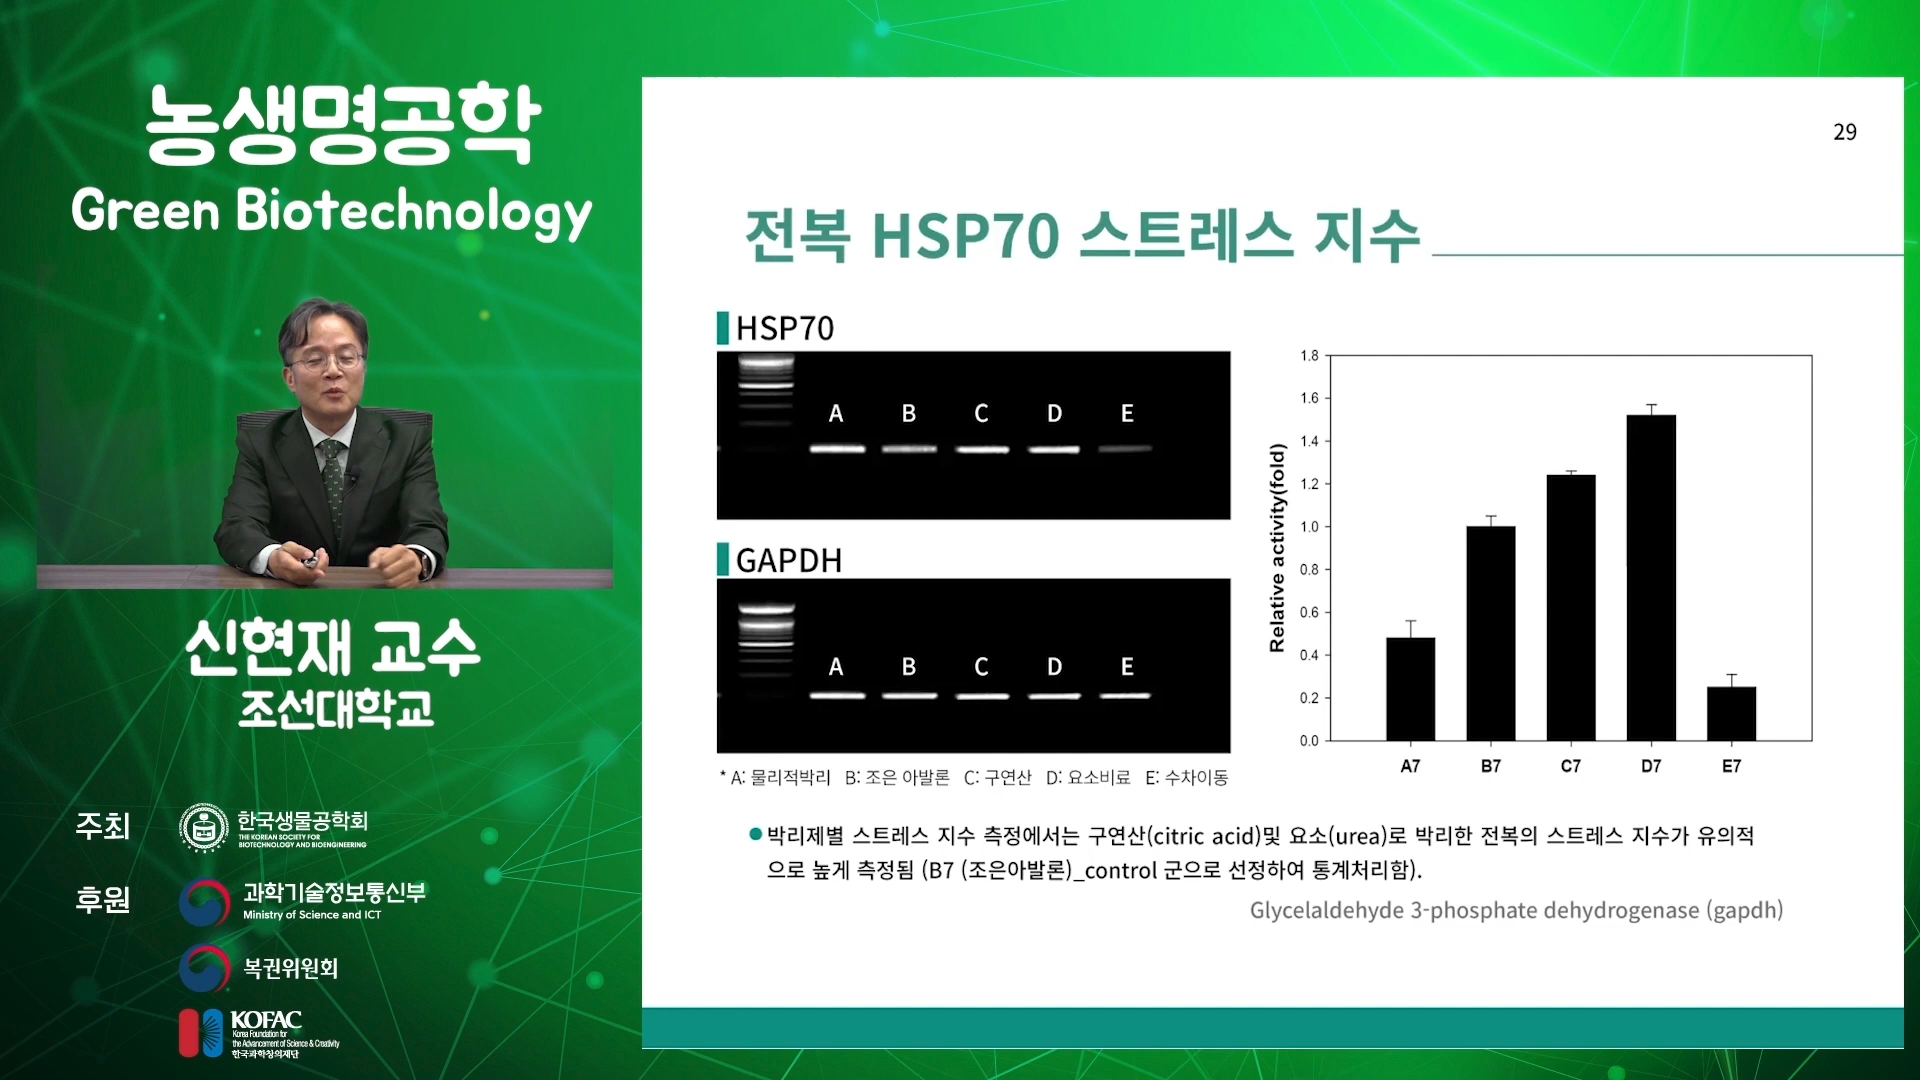 농생명공학
Green Biotechnology
신현재 교수
조선대학교
주최
한국생물공학회
THE KOREAN SOCIETY FOR
BIOTECHNOLOGY AND BIOENGINEERING
후원
과학기술정보통신부
Ministry of Science and ICT
복권위원회
KOFAC
Korea Foundation for
the Advancement of Science & Creativity
한국과학창의재단
29
전복 HSP70 스트레스 지수
HSP70
A B C D E
GAPDH
A B C D E
* A: 물리적박리 B: 조은 아발론 C: 구연산 D: 요소비료 E: 수차이동
Relative activity(fold)
1.8
1.6
1.4
1.2
1.0
0.8
0.6
0.4
0.2
0.0
A7 B7 C7 D7 E7
박리제별 스트레스 지수 측정에서는 구연산(citric acid)및 요소(urea)로 박리한 전복의 스트레스 지수가 유의적
으로 높게 측정됨 (B7 (조은아발론)_control 군으로 선정하여 통계처리함).
Glycelaldehyde 3-phosphate dehydrogenase (gapdh)